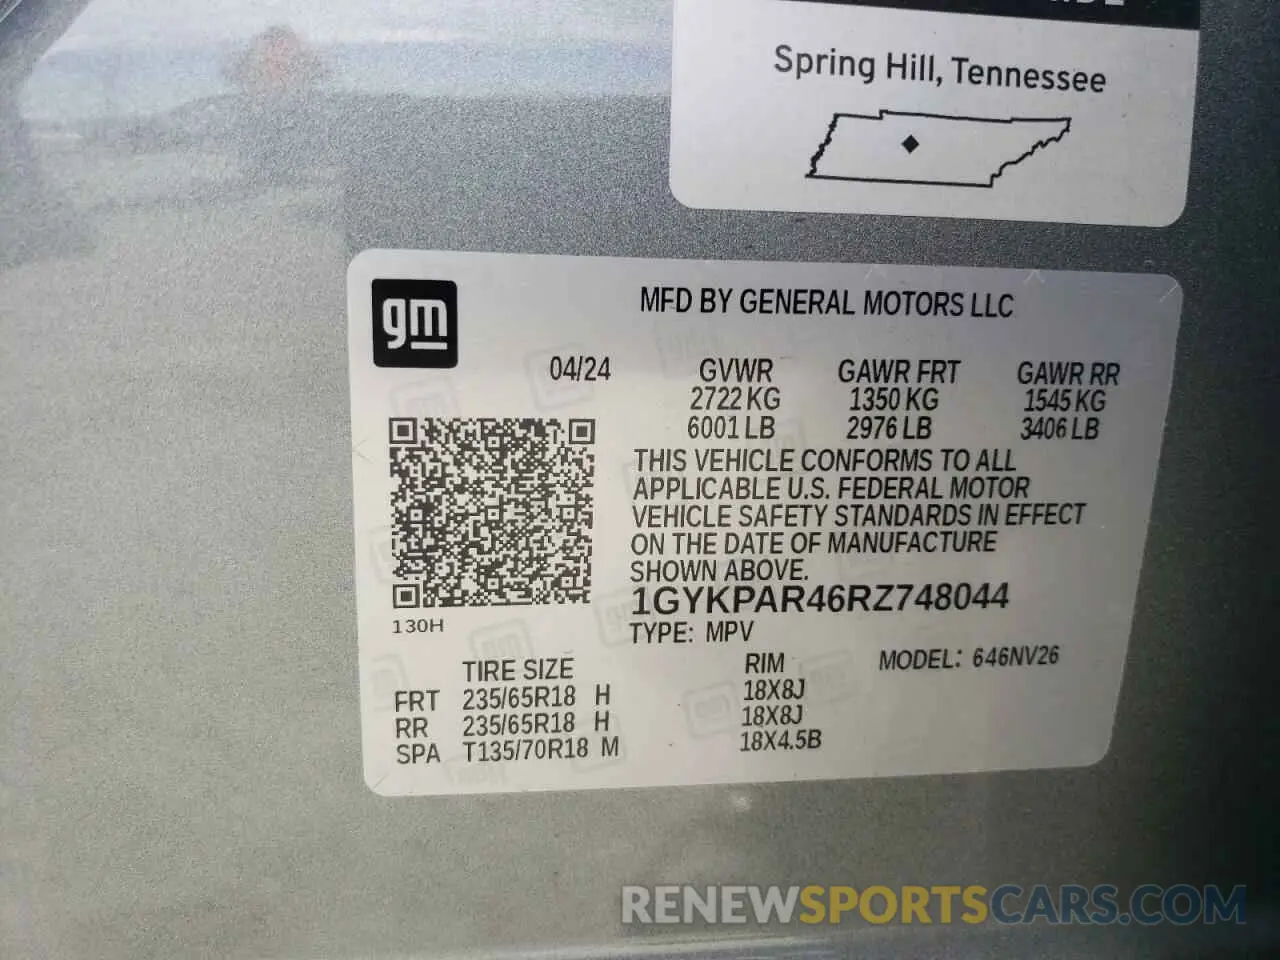 Spring Hill, Tennessee
gm
MFD BY GENERAL MOTORS LLC
04/24 GVWR GAWR FRT GAWR RR
2722 KG 1350 KG 1545 KG
6001 LB 2976 LB 3406 LB
THIS VEHICLE CONFORMS TO ALL
APPLICABLE U.S. FEDERAL MOTOR
VEHICLE SAFETY STANDARDS IN EFFECT
ON THE DATE OF MANUFACTURE
SHOWN ABOVE.
1GYKPAR46RZ748044
130H
TYPE: MPV
TIRE SIZE RIM MODEL: 646NV26
FRT 235/65R18 H 18X8J
RR 235/65R18 H 18X8J
SPA T135/70R18 M 18X4.5B
RENEWSPORTSCARS.COM